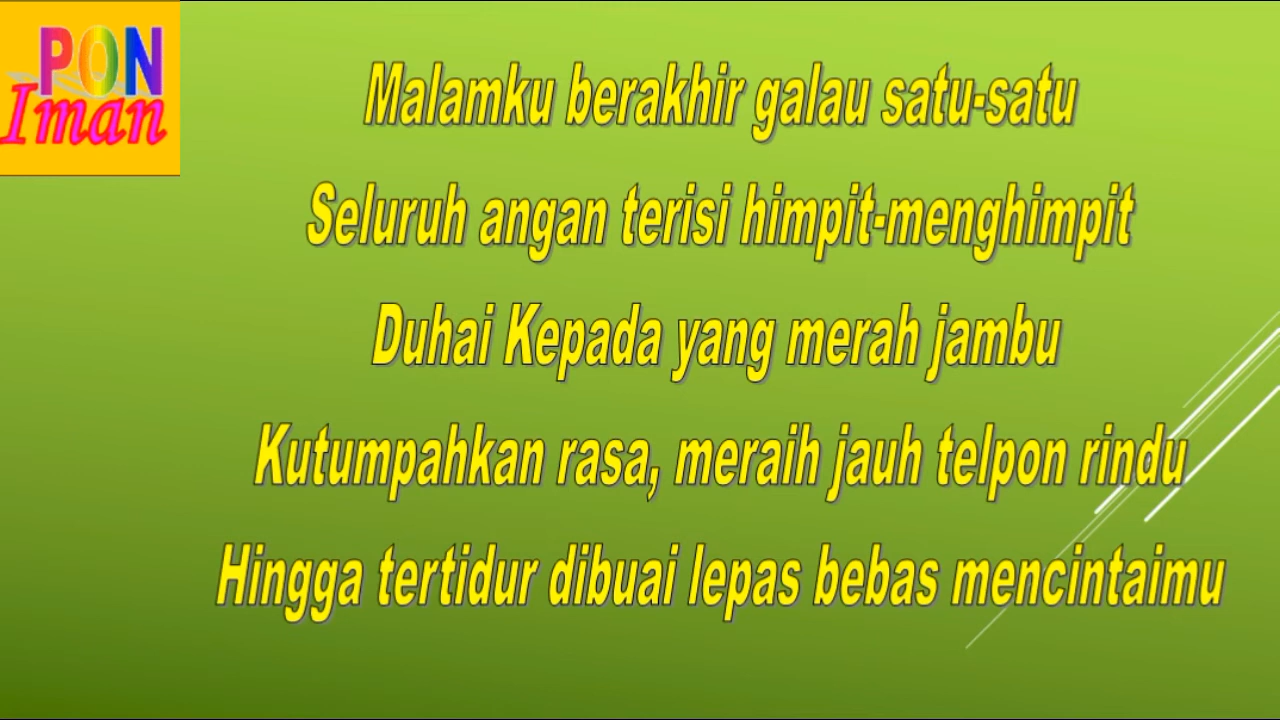 PON
Iman
Malamku berakhir galau satu-satu
Seluruh angan terisi himpit-menghimpit
Duhai Kepada yang merah jambu
Kutumpahkan rasa, meraih jauh telpon rindu
Hingga tertidur dibuai lepas bebas mencintaimu